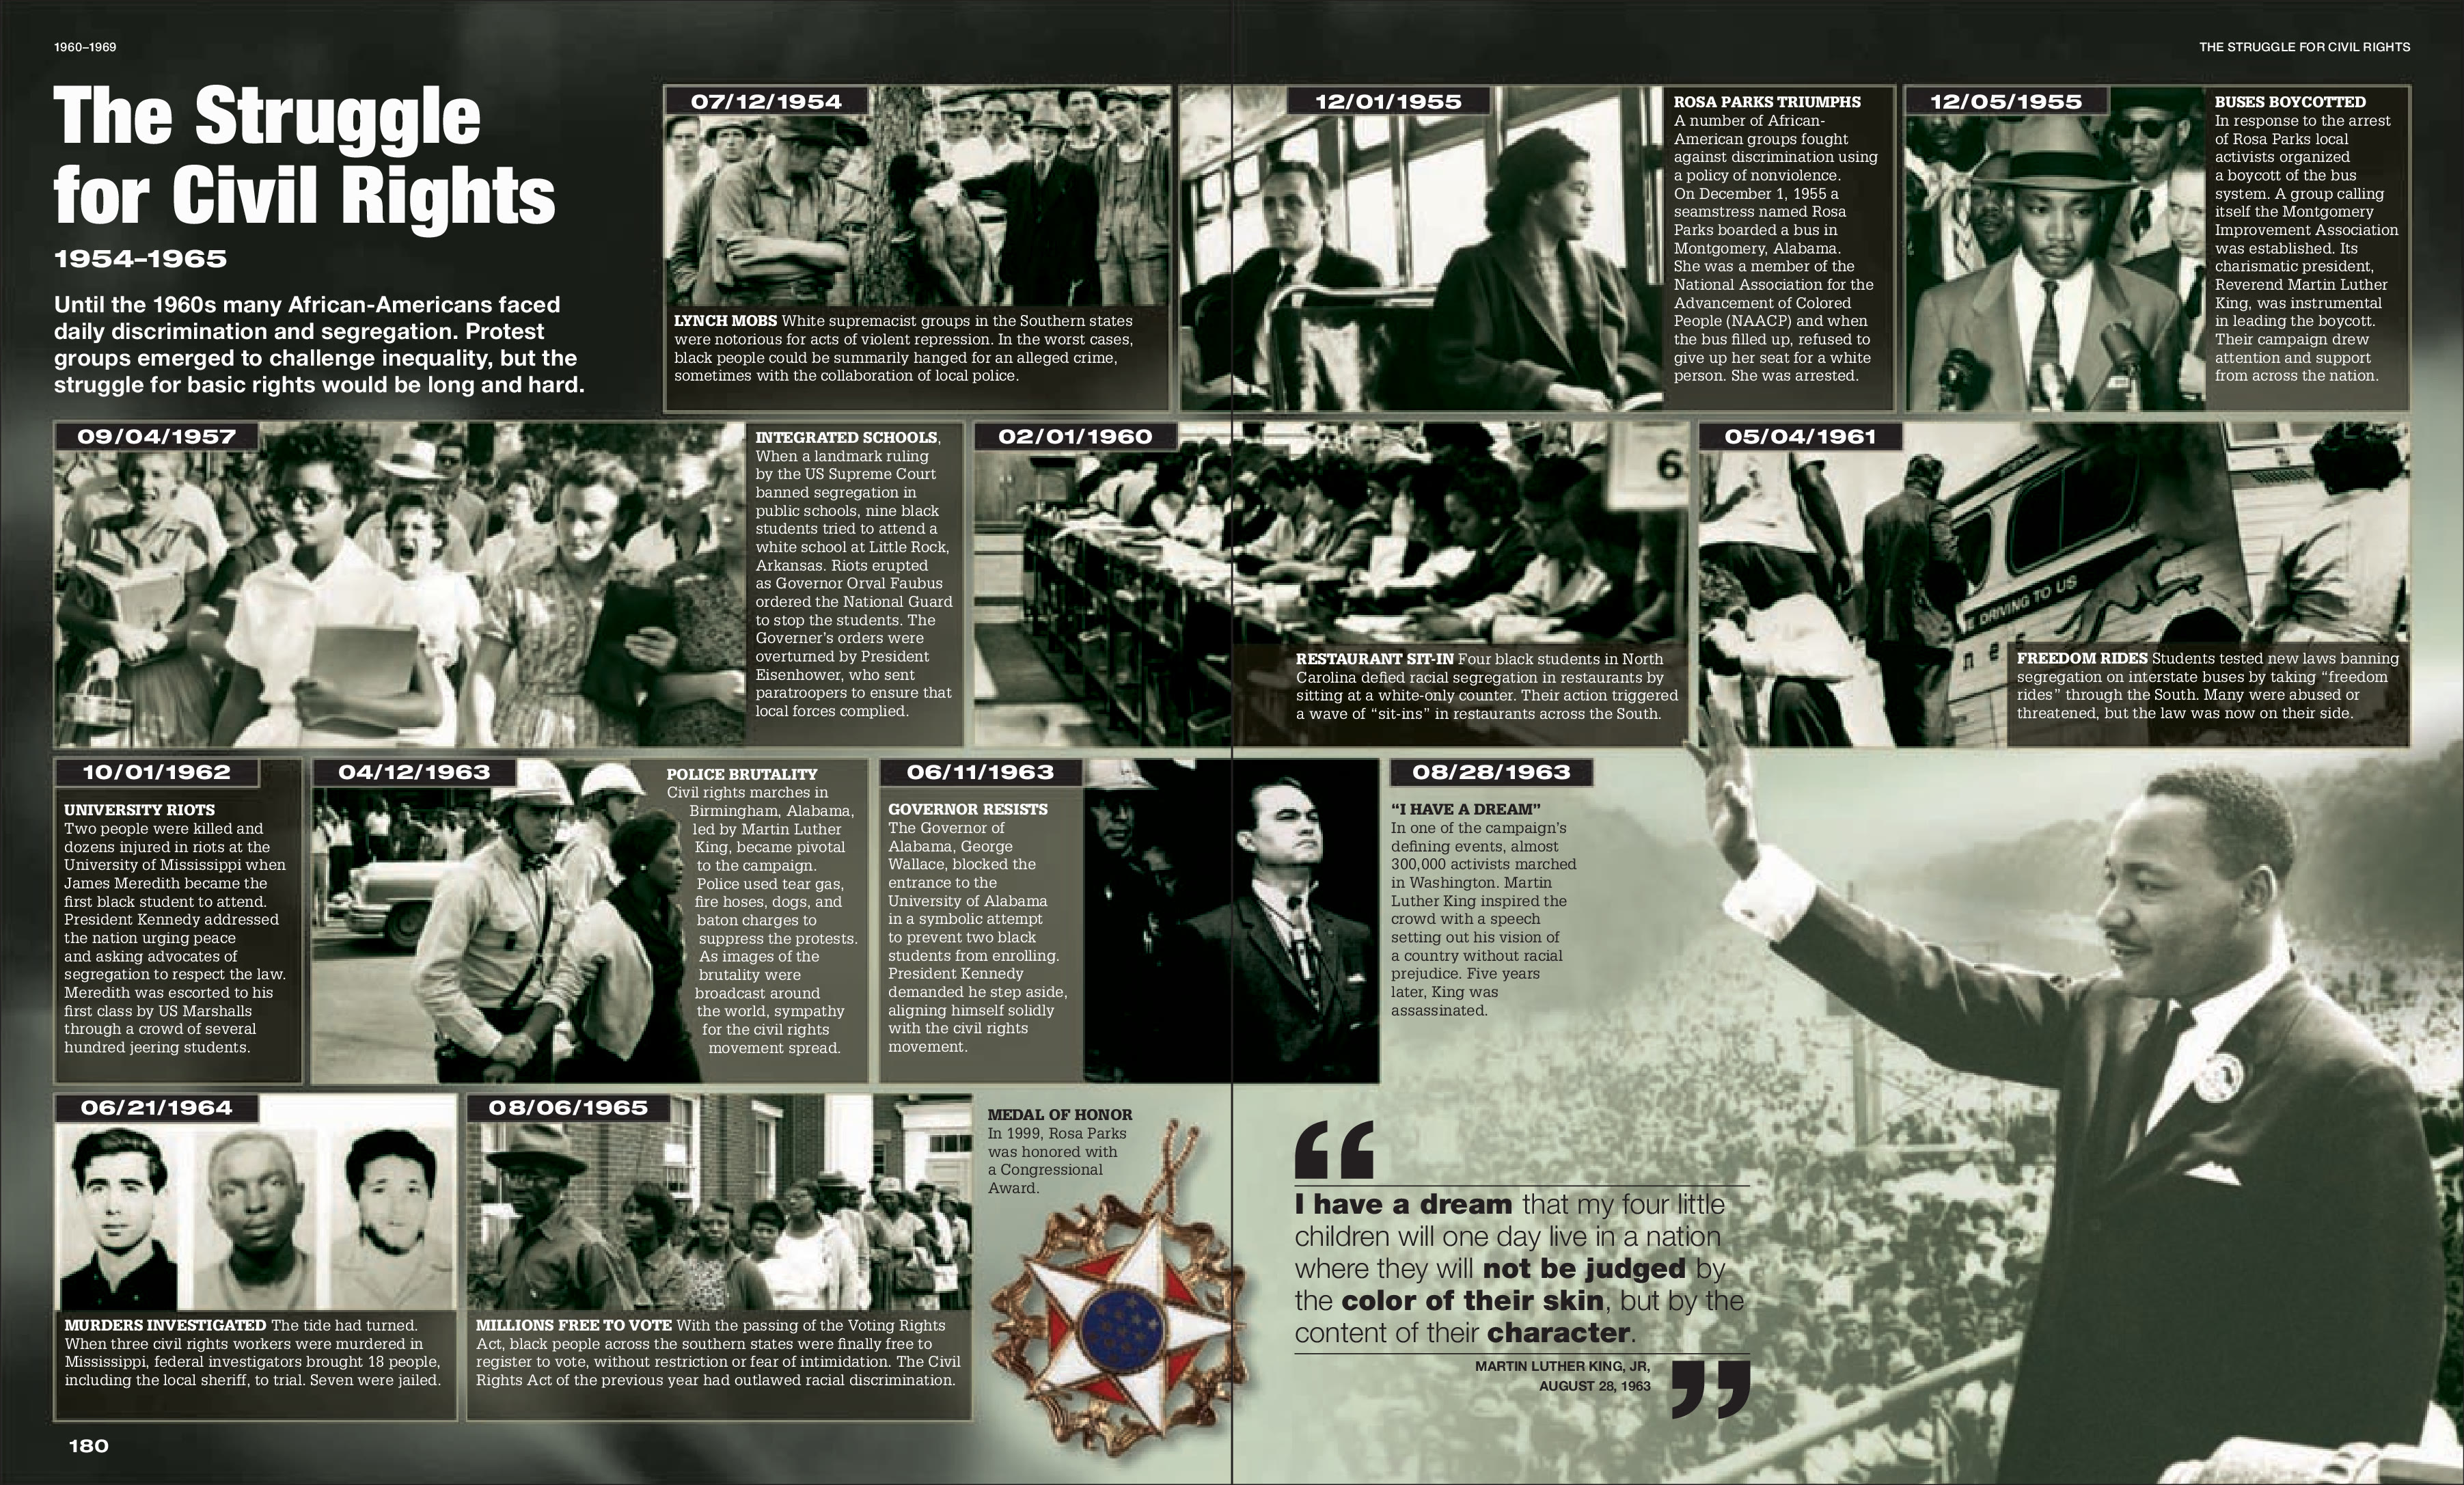 1960–1969
THE STRUGGLE FOR CIVIL RIGHTS
The Struggle
for Civil Rights
1954–1965
Until the 1960s many African-Americans faced
daily discrimination and segregation. Protest
groups emerged to challenge inequality, but the
struggle for basic rights would be long and hard.
07/12/1954
LYNCH MOBS White supremacist groups in the Southern states
were notorious for acts of violent repression. In the worst cases,
black people could be summarily hanged for an alleged crime,
sometimes with the collaboration of local police.
12/01/1955
ROSA PARKS TRIUMPHS
A number of African-
American groups fought
against discrimination using
a policy of nonviolence.
On December 1, 1955 a
seamstress named Rosa
Parks boarded a bus in
Montgomery, Alabama.
She was a member of the
National Association for the
Advancement of Colored
People (NAACP) and when
the bus filled up, refused to
give up her seat for a white
person. She was arrested.
12/05/1955
BUSES BOYCOTTED
In response to the arrest
of Rosa Parks local
activists organized
a boycott of the bus
system. A group calling
itself the Montgomery
Improvement Association
was established. Its
charismatic president,
Reverend Martin Luther
King, was instrumental
in leading the boycott.
Their campaign drew
attention and support
from across the nation.
09/04/1957
INTEGRATED SCHOOLS,
When a landmark ruling
by the US Supreme Court
banned segregation in
public schools, nine black
students tried to attend a
white school at Little Rock,
Arkansas. Riots erupted
as Governor Orval Faubus
ordered the National Guard
to stop the students. The
Governer's orders were
overturned by President
Eisenhower, who sent
paratroopers to ensure that
local forces complied.
02/01/1960
6
RESTAURANT SIT-IN Four black students in North
Carolina defied racial segregation in restaurants by
sitting at a white-only counter. Their action triggered
a wave of “sit-ins” in restaurants across the South.
05/04/1961
E DRIVING TO US
FREEDOM RIDES Students tested new laws banning
segregation on interstate buses by taking “freedom
rides” through the South. Many were abused or
threatened, but the law was now on their side.
10/01/1962
UNIVERSITY RIOTS
Two people were killed and
dozens injured in riots at the
University of Mississippi when
James Meredith became the
first black student to attend.
President Kennedy addressed
the nation urging peace
and asking advocates of
segregation to respect the law.
Meredith was escorted to his
first class by US Marshalls
through a crowd of several
hundred jeering students.
04/12/1963
POLICE BRUTALITY
Civil rights marches in
Birmingham, Alabama,
led by Martin Luther
King, became pivotal
to the campaign.
Police used tear gas,
fire hoses, dogs, and
baton charges to
suppress the protests.
As images of the
brutality were
broadcast around
the world, sympathy
for the civil rights
movement spread.
06/11/1963
GOVERNOR RESISTS
The Governor of
Alabama, George
Wallace, blocked the
entrance to the
University of Alabama
in a symbolic attempt
to prevent two black
students from enrolling.
President Kennedy
demanded he step aside,
aligning himself solidly
with the civil rights
movement.
08/28/1963
“I HAVE A DREAM”
In one of the campaign's
defining events, almost
300,000 activists marched
in Washington. Martin
Luther King inspired the
crowd with a speech
setting out his vision of
a country without racial
prejudice. Five years
later, King was
assassinated.
06/21/1964
MURDERS INVESTIGATED The tide had turned.
When three civil rights workers were murdered in
Mississippi, federal investigators brought 18 people,
including the local sheriff, to trial. Seven were jailed.
08/06/1965
MILLIONS FREE TO VOTE With the passing of the Voting Rights
Act, black people across the southern states were finally free to
register to vote, without restriction or fear of intimidation. The Civil
Rights Act of the previous year had outlawed racial discrimination.
MEDAL OF HONOR
In 1999, Rosa Parks
was honored with
a Congressional
Award.
“
I have a dream that my four little
children will one day live in a nation
where they will not be judged by
the color of their skin, but by the
content of their character.
MARTIN LUTHER KING, JR,
AUGUST 28, 1963
”
180